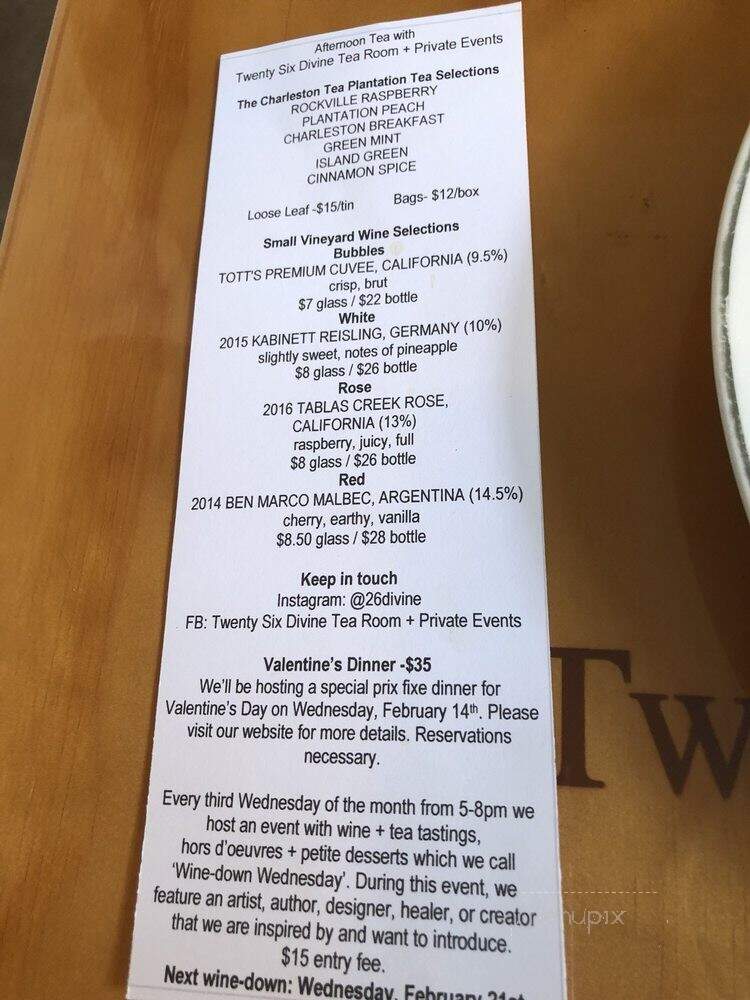 Afternoon Tea with
Twenty Six Divine Tea Room + Private Events
The Charleston Tea Plantation Tea Selections
ROCKVILLE RASPBERRY
PLANTATION PEACH
CHARLESTON BREAKFAST
GREEN MINT
ISLAND GREEN
CINNAMON SPICE
Loose Leaf -$15/tin Bags- $12/box
Small Vineyard Wine Selections
Bubbles
TOTT'S PREMIUM CUVEE, CALIFORNIA (9.5%)
crisp, brut
$7 glass / $22 bottle
White
2015 KABINETT REISLING, GERMANY (10%)
slightly sweet, notes of pineapple
$8 glass / $26 bottle
Rose
2016 TABLAS CREEK ROSE,
CALIFORNIA (13%)
raspberry, juicy, full
$8 glass / $26 bottle
Red
2014 BEN MARCO MALBEC, ARGENTINA (14.5%)
cherry, earthy, vanilla
$8.50 glass / $28 bottle
Keep in touch
Instagram: @26divine
FB: Twenty Six Divine Tea Room + Private Events
Valentine's Dinner -$35
We'll be hosting a special prix fixe dinner for
Valentine's Day on Wednesday, February 14th. Please
visit our website for more details. Reservations
necessary.
Every third Wednesday of the month from 5-8pm we
host an event with wine + tea tastings,
hors d'oeuvres + petite desserts which we call
'Wine-down Wednesday'. During this event, we
feature an artist, author, designer, healer, or creator
that we are inspired by and want to introduce.
$15 entry fee.
Next wine-down: Wednesday, February 21st
Tw